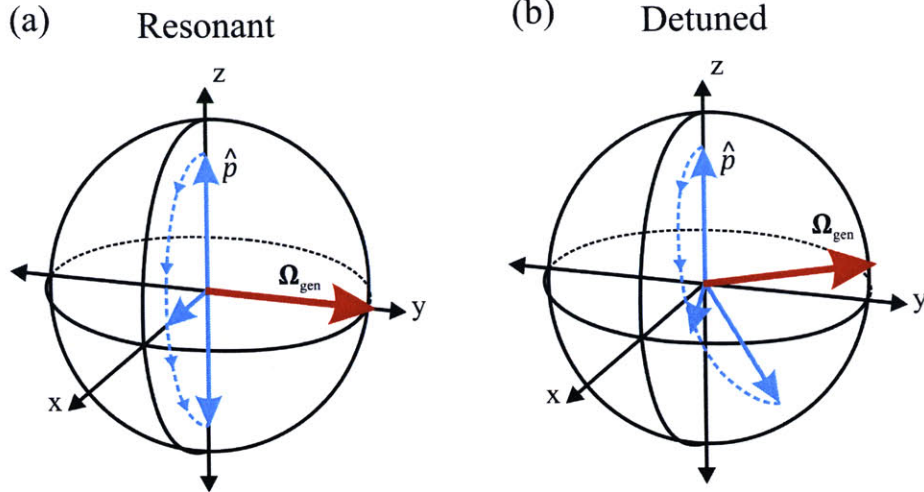 (a) Resonant
z
p̂
Ω_gen
y
x
(b) Detuned
z
p̂
Ω_gen
y
x